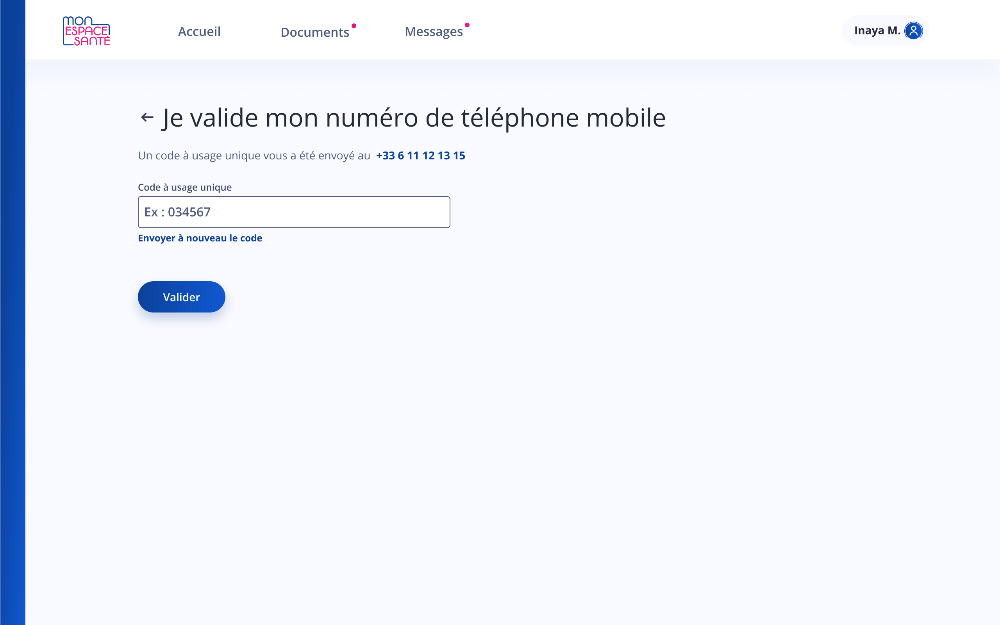 mon
ESPACE
SANTÉ
Accueil
Documents
Messages
Inaya M.
Je valide mon numéro de téléphone mobile
Un code à usage unique vous a été envoyé au +33 6 11 12 13 15
Code à usage unique
Ex : 034567
Envoyer à nouveau le code
Valider